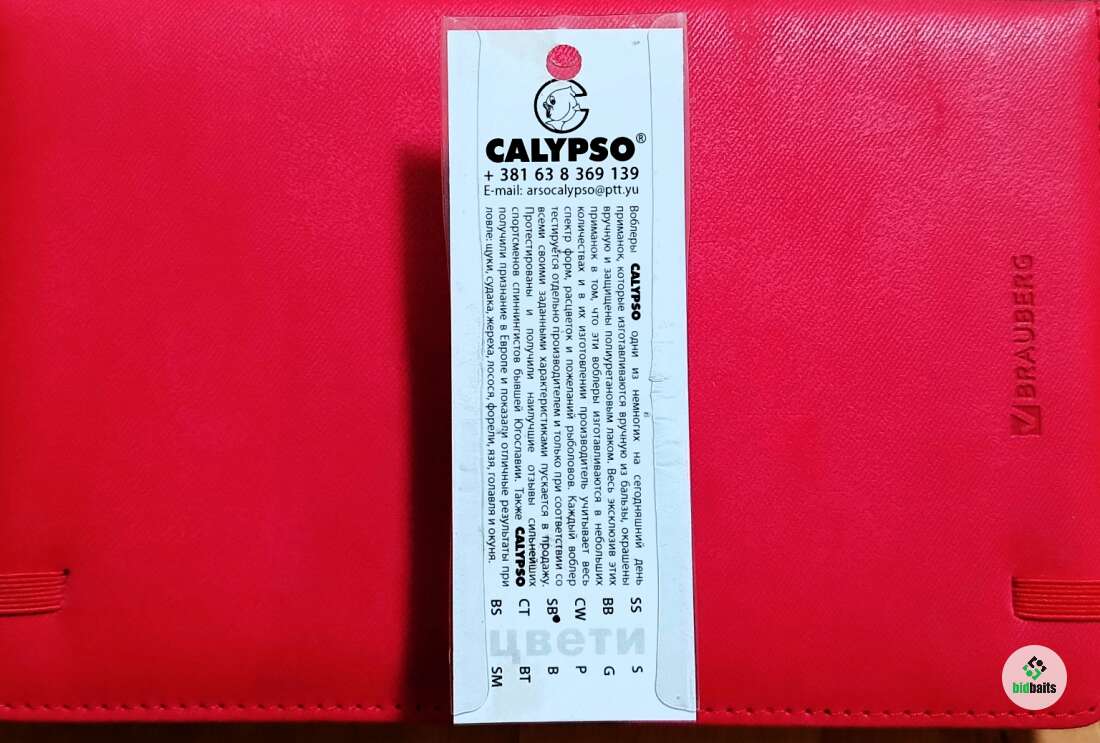 CALYPSO®
+ 381 63 8 369 139
E-mail: arsocalypso@ptt.yu
Воблеры CALYPSO одни из немногих на сегодняшний день
приманок, которые изготавливаются вручную из бальзы, окрашены
вручную и защищены полиуретановым лаком. Весь эксклюзив этих
приманок в том, что эти воблеры изготавливаются в небольших
количествах и в их изготовлении производитель учитывает весь
спектр форм, расцветок и пожеланий рыболовов. Каждый воблер
тестируется отдельно производителем и только при соответствии со
всеми своими заданными характеристиками пускается в продажу.
Протестированы и получили наилучшие отзывы сильнейших
спортсменов спиннингистов бывшей Югославии. Также CALYPSO
получили признание в Европе и показали отличные результаты при
ловле: щуки, судака, жереха, лосося, форели, язя, голавля и окуня.
SS S
BB G
CW P
SB B
CT BT
BS SM
цвети
BRAUBERG
bidbaits